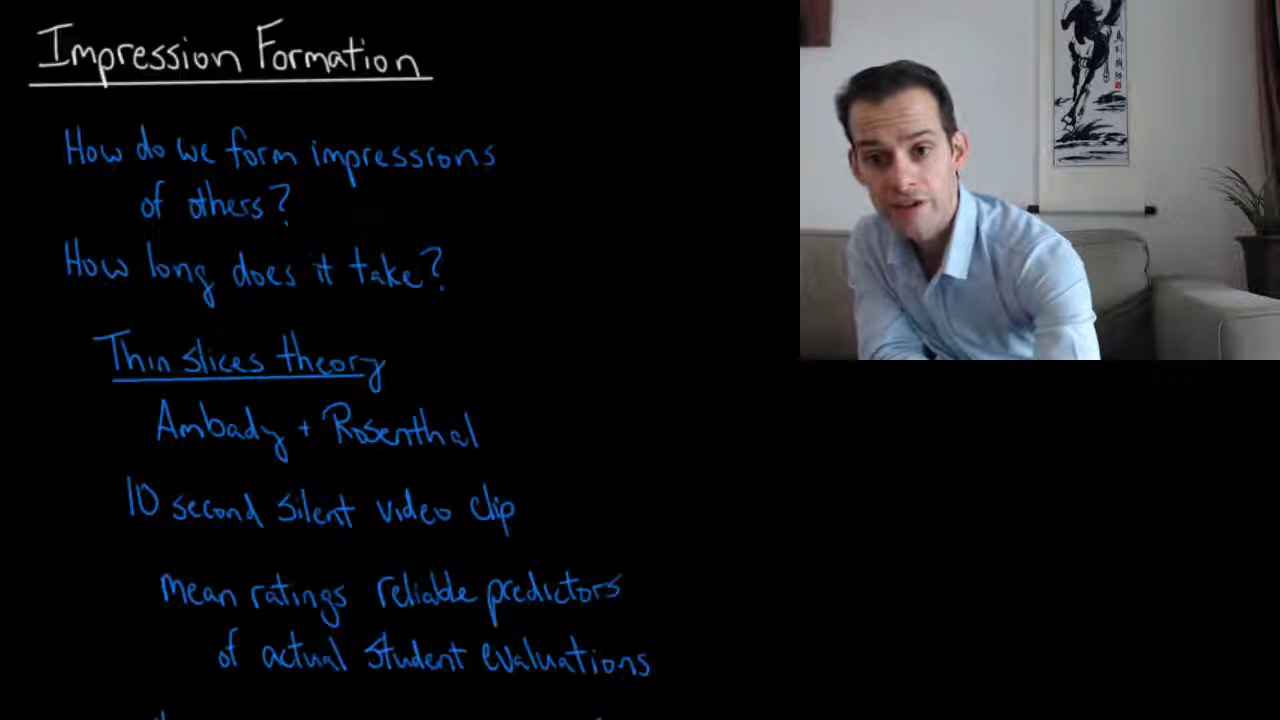 Impression Formation
How do we form impressions
of others?
How long does it take?
Thin slices theory
Ambady + Rosenthal
10 second silent video clip
mean ratings reliable predictors
of actual student evaluations